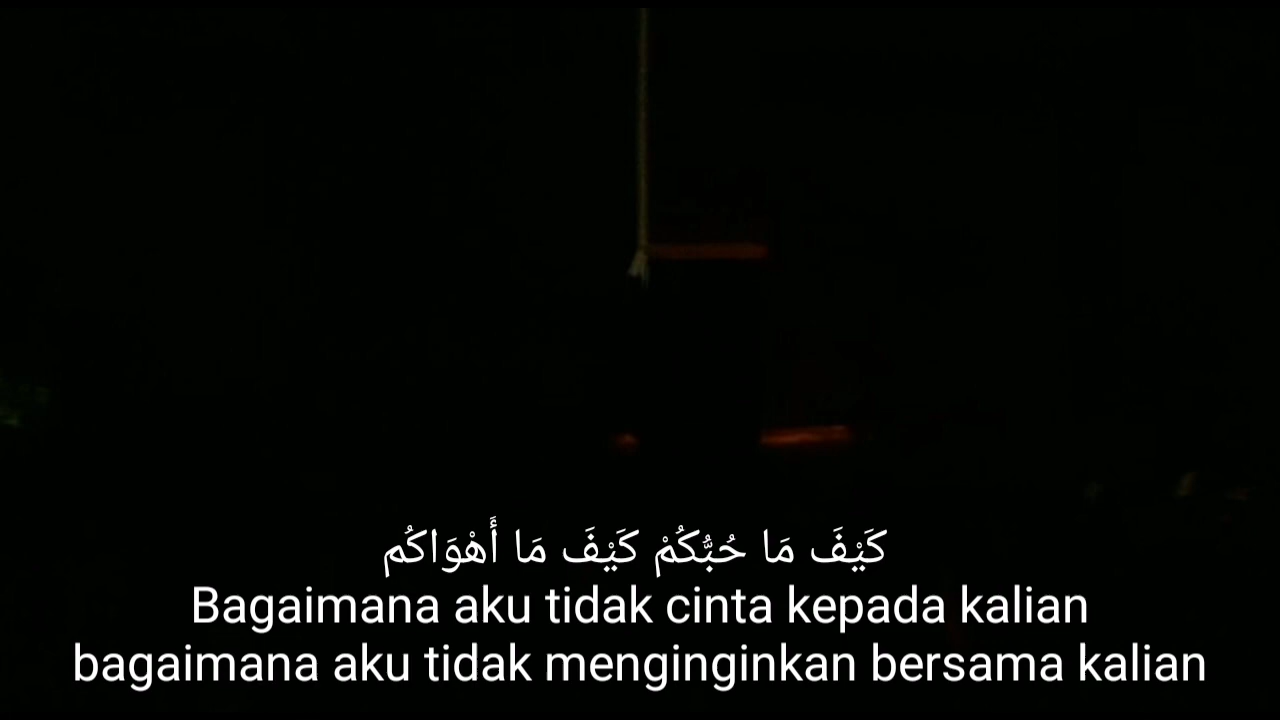 كَيْفَ مَا حُبُّكُمْ كَيْفَ مَا أَهْوَاكُم
Bagaimana aku tidak cinta kepada kalian
bagaimana aku tidak menginginkan bersama kalian